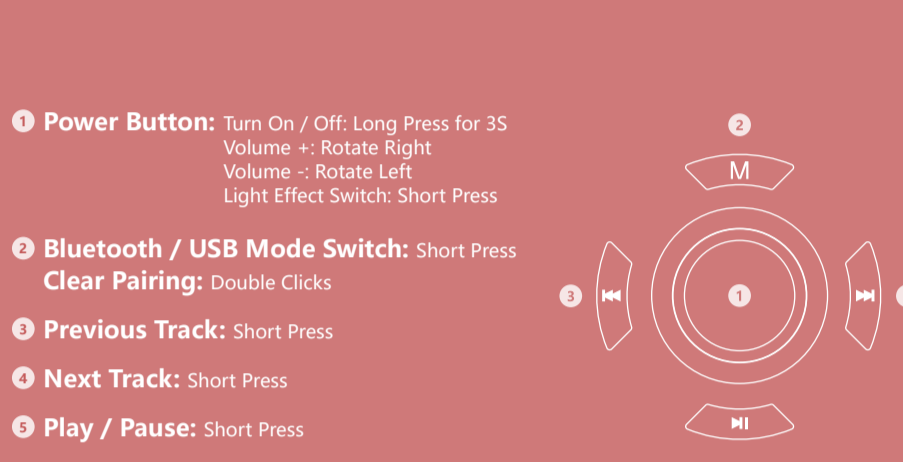 1 Power Button: Turn On / Off: Long Press for 3S
Volume +: Rotate Right
Volume -: Rotate Left
Light Effect Switch: Short Press
2 Bluetooth / USB Mode Switch: Short Press
Clear Pairing: Double Clicks
3 Previous Track: Short Press
4 Next Track: Short Press
5 Play / Pause: Short Press
2
M
3
1